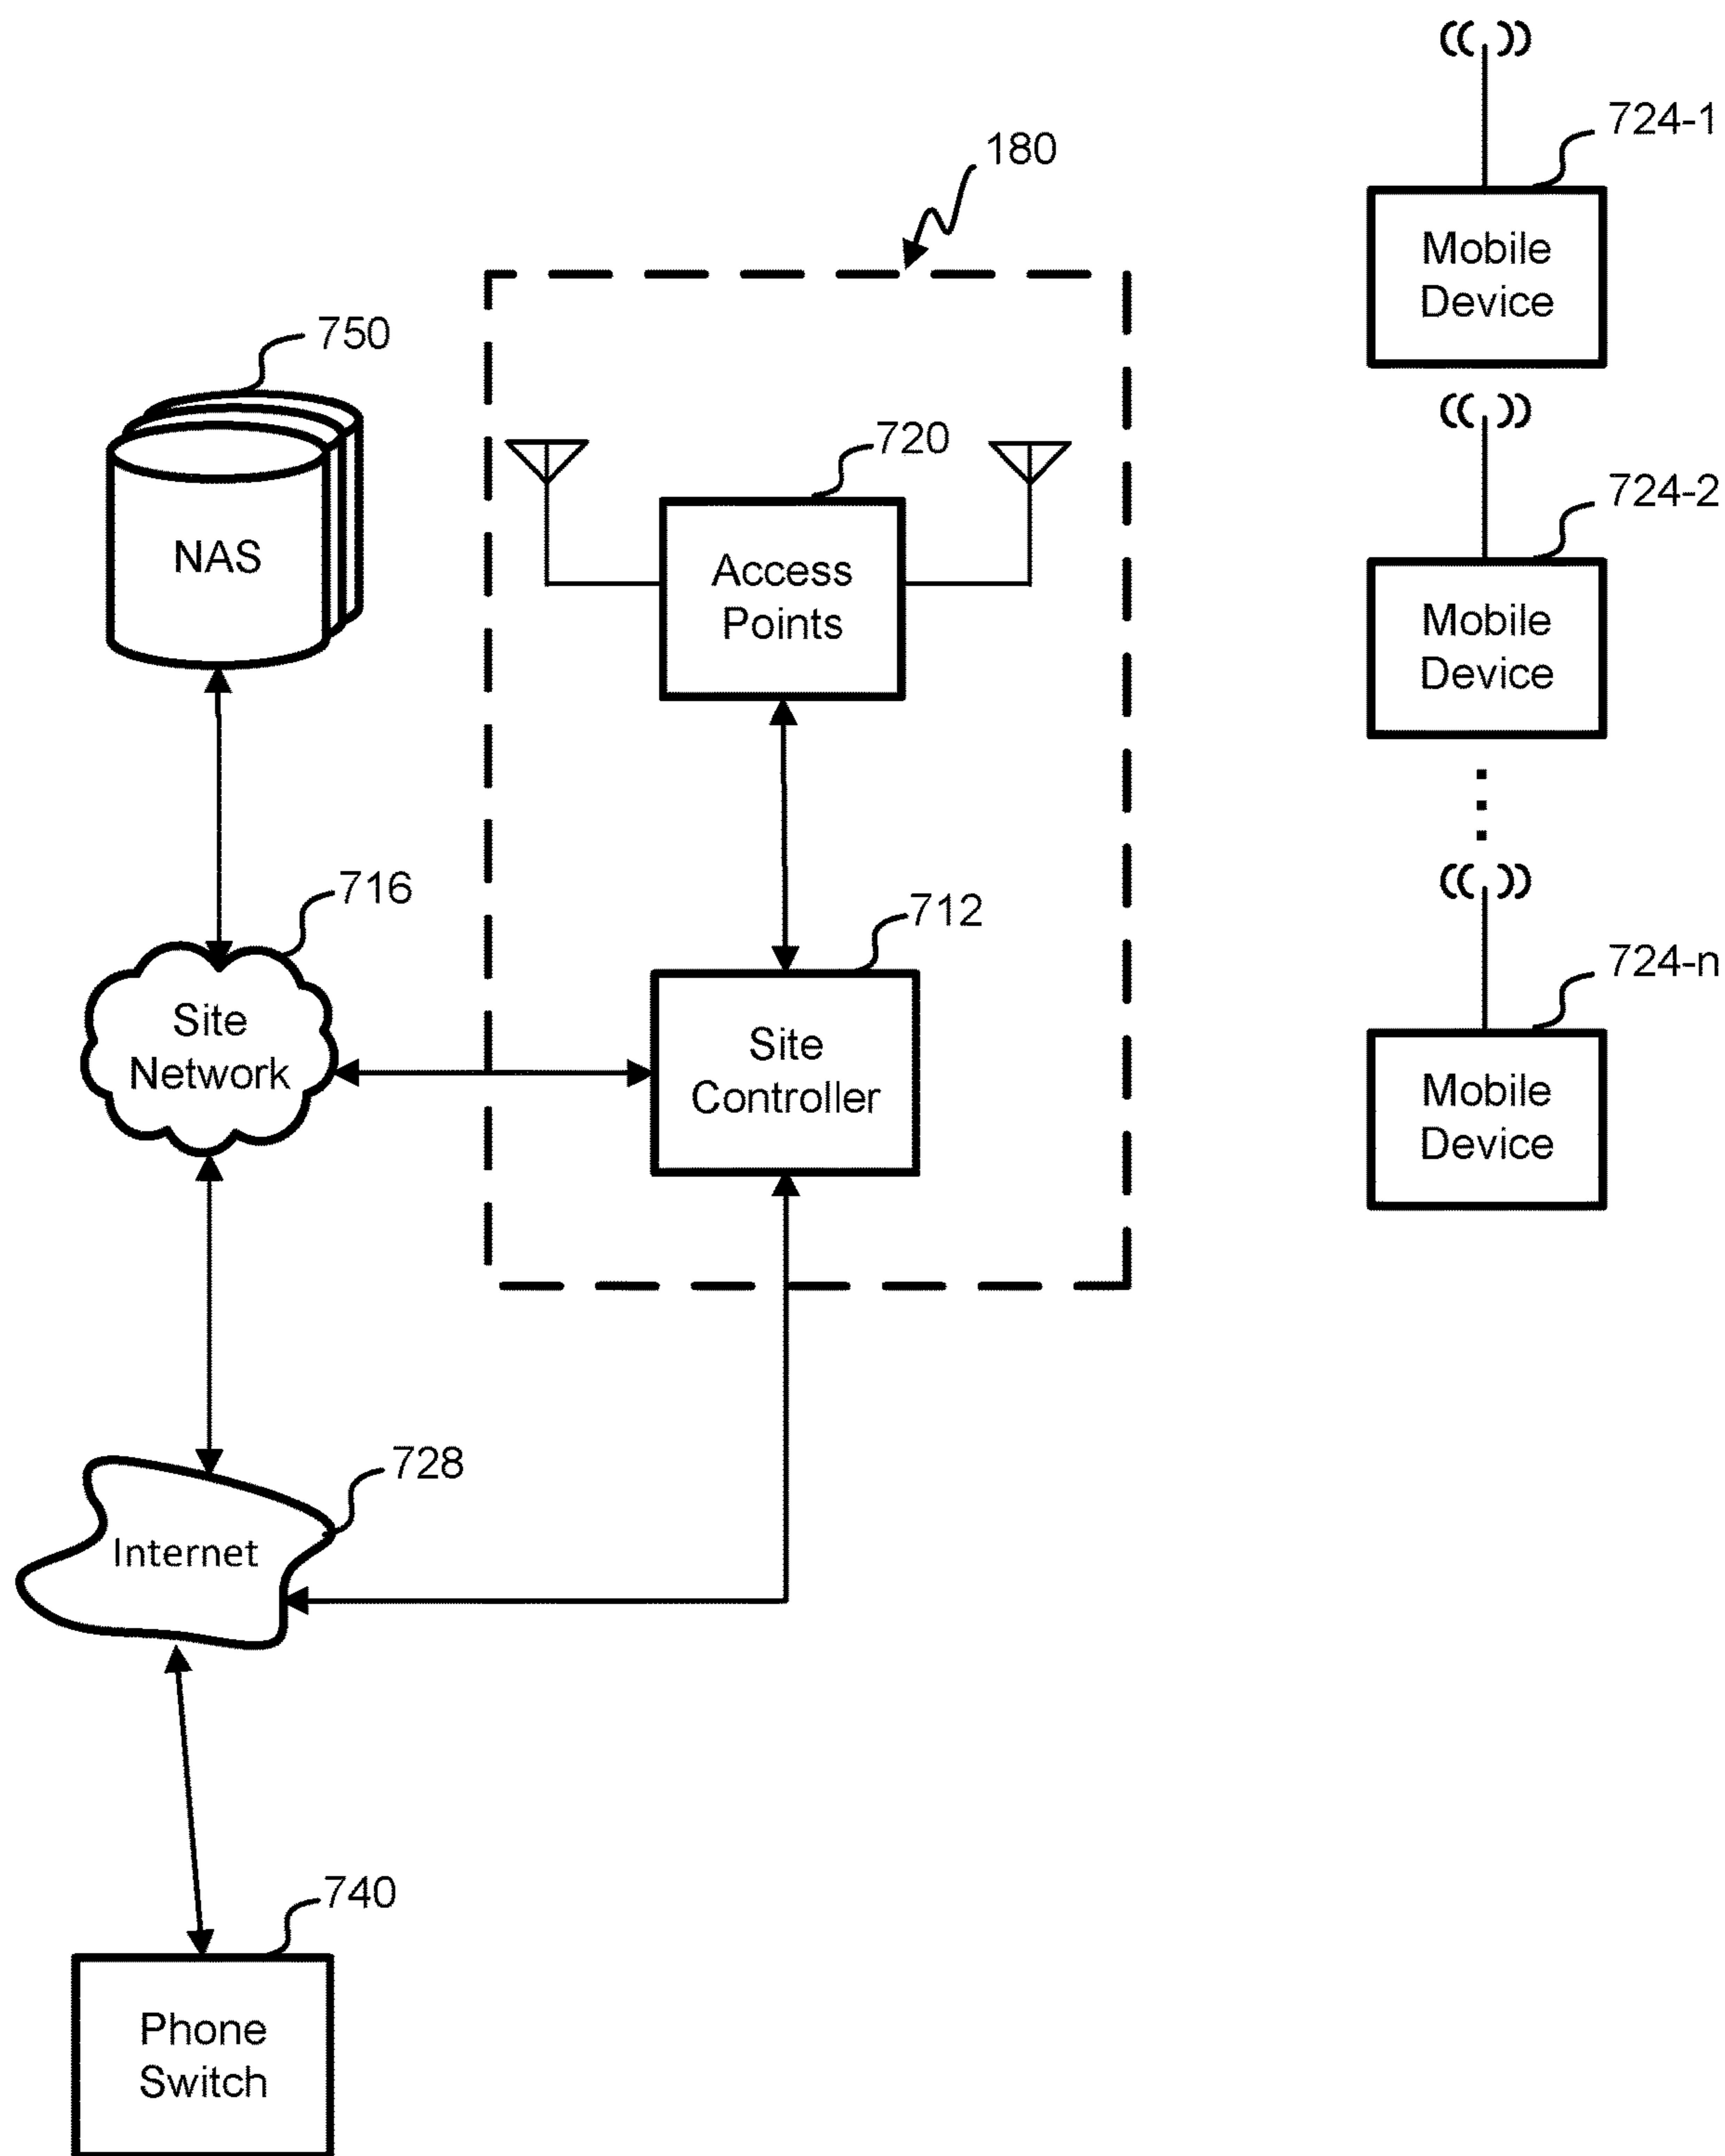 724-1
180
Mobile
Device
750
720
724-2
NAS
Access
Points
Mobile
Device
716
712
724-n
Site
Network
Site
Controller
Mobile
Device
728
Internet
740
Phone
Switch